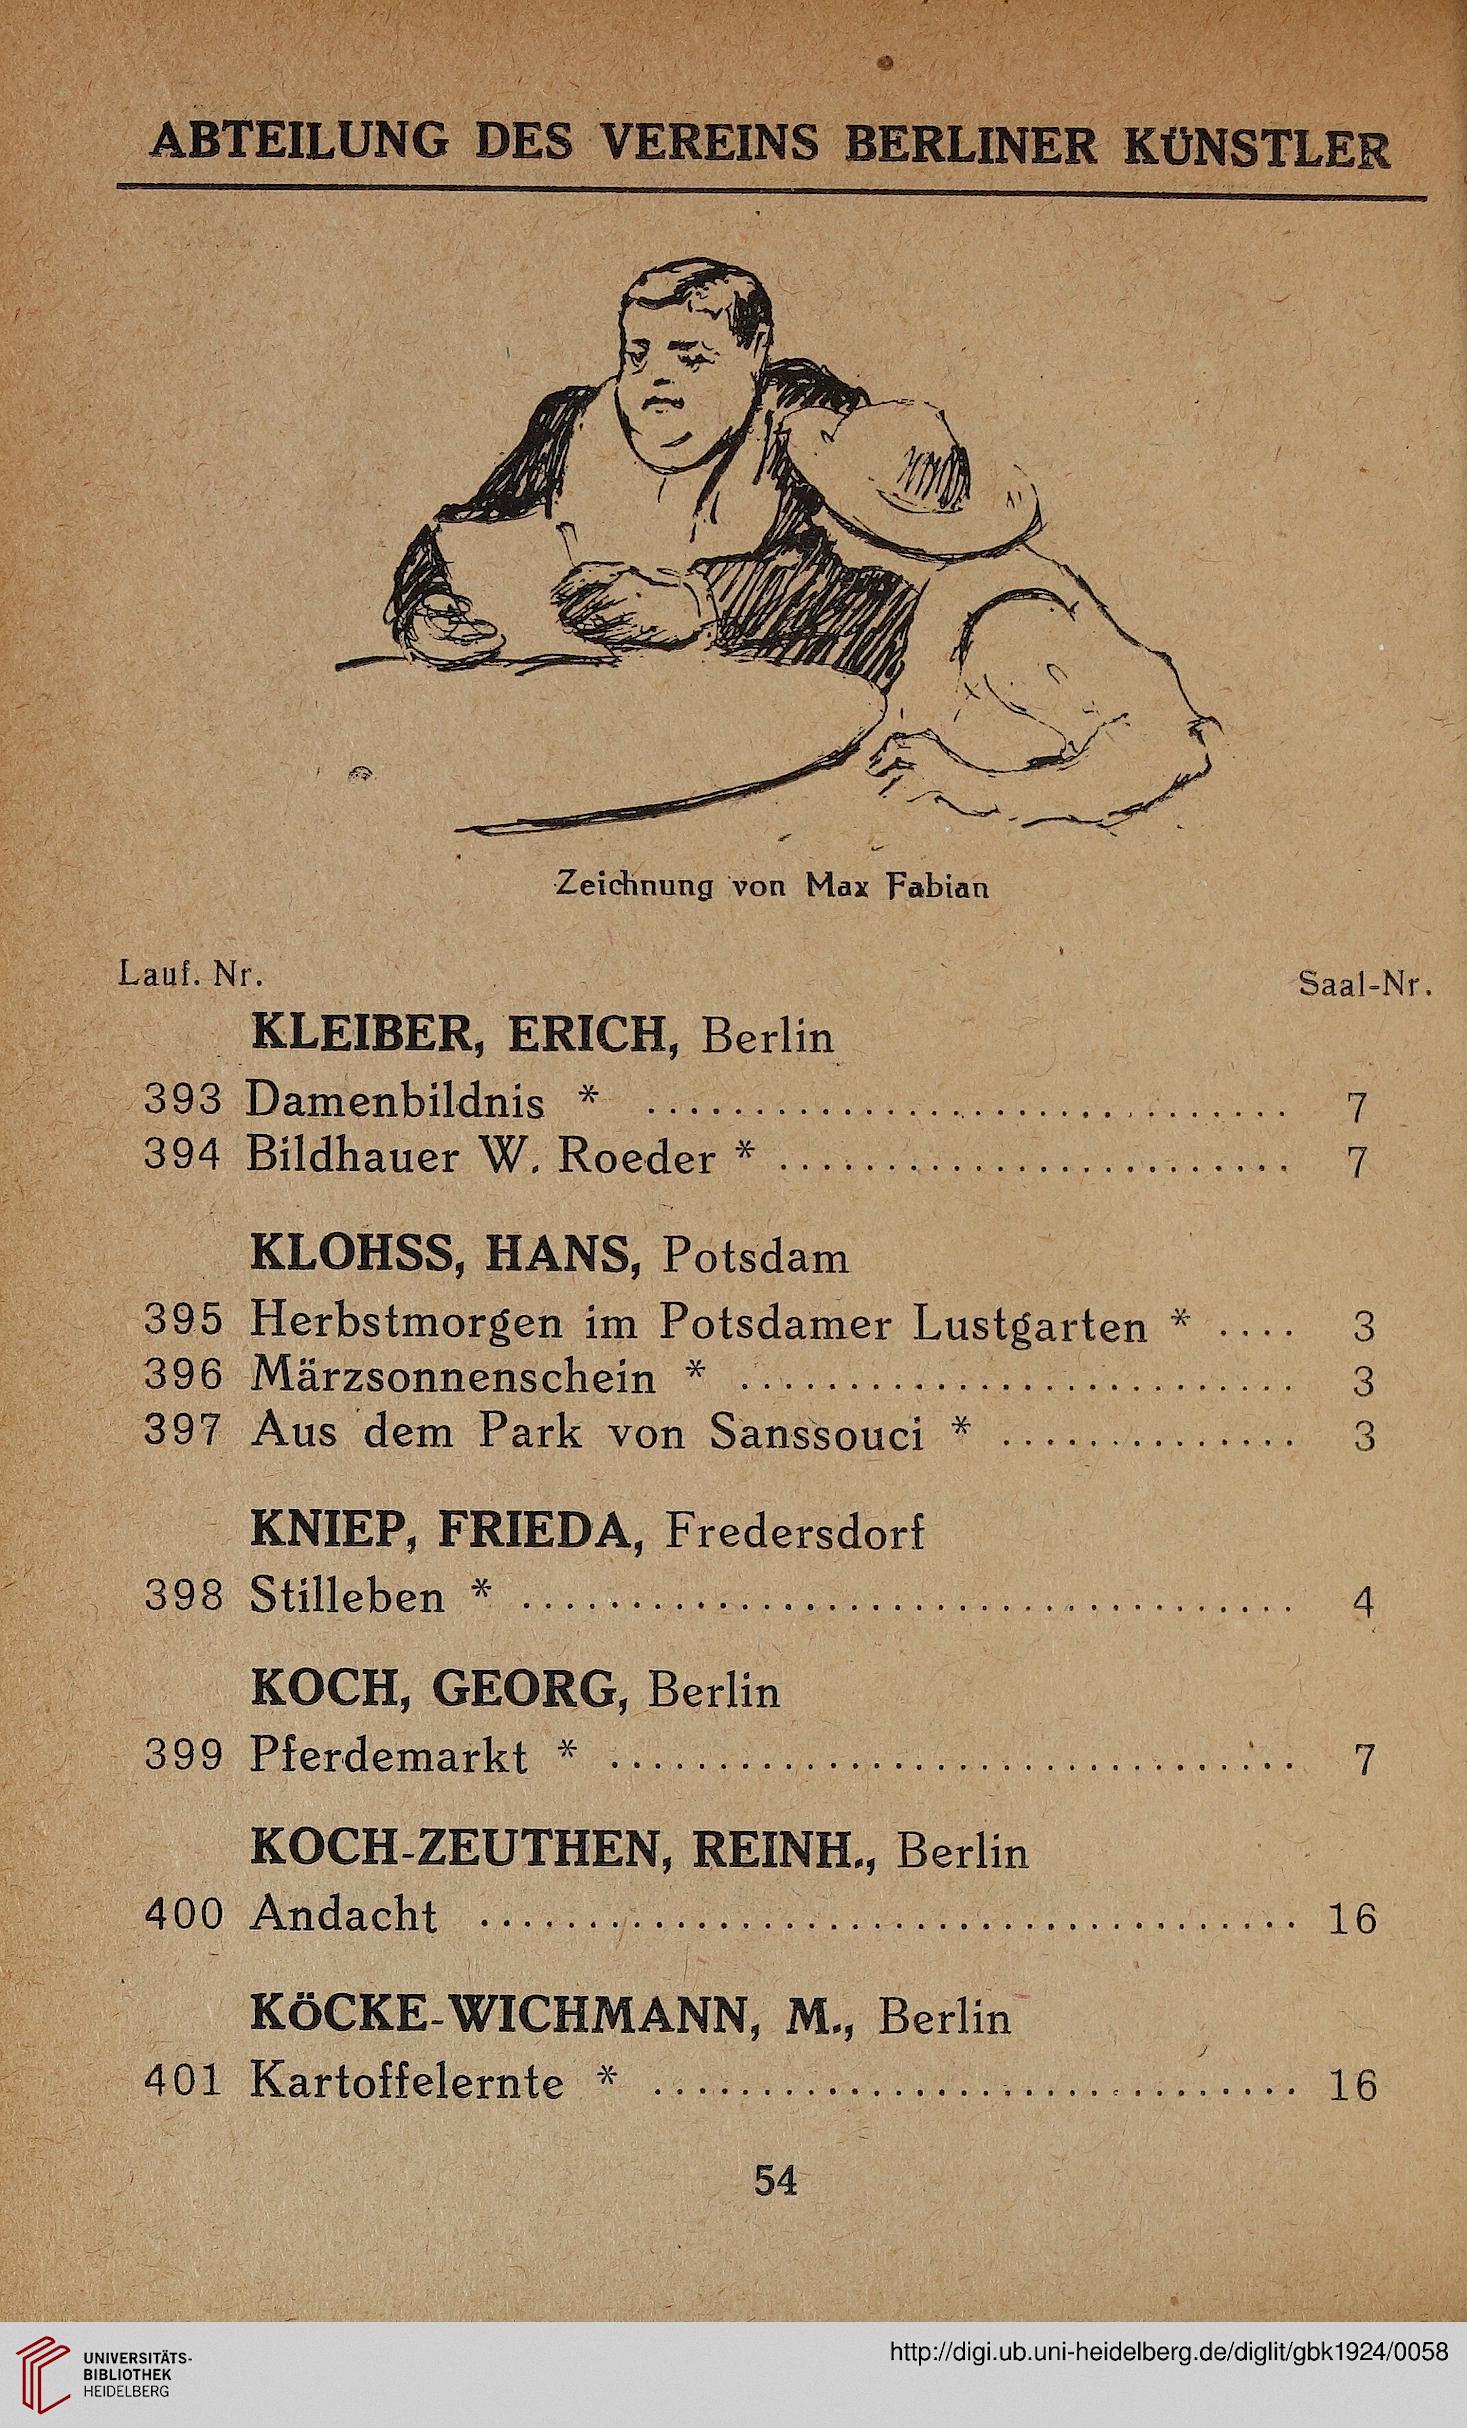 ABTEILUNG DES VEREINS BERLINER KÜNSTLER
Zeichnung von Max Fabian
Lauf. Nr. Saal-Nr.
KLEIBER, ERICH, Berlin
393 Damenbildnis * .............................. 7
394 Bildhauer W. Roeder * ........................ 7
KLOHSS, HANS, Potsdam
395 Herbstmorgen im Potsdamer Lustgarten * .... 3
396 Märzsonnenschein * .......................... 3
397 Aus dem Park von Sanssouci * .............. 3
KNIEP, FRIEDA, Fredersdorf
398 Stilleben * .................................... 4
KOCH, GEORG, Berlin
399 Pferdemarkt * ................................ 7
KOCH-ZEUTHEN, REINH., Berlin
400 Andacht ...................................... 16
KÖCKE-WICHMANN, M., Berlin
401 Kartoffelernte * .............................. 16
54
UNIVERSITÄTS-
BIBLIOTHEK
HEIDELBERG
http://digi.ub.uni-heidelberg.de/diglit/gbk1924/0058